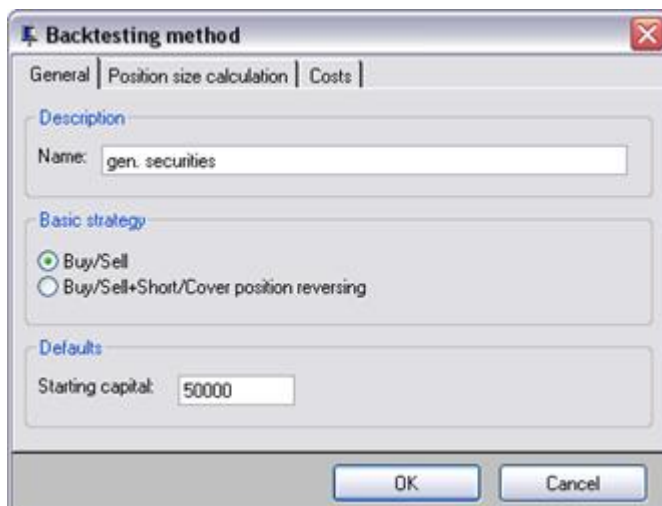 Backtesting method
General Position size calculation Costs
Description
Name: gen. securities
Basic strategy
Buy/Sell
Buy/Sell+Short/Cover position reversing
Defaults
Starting capital: 50000
OK Cancel